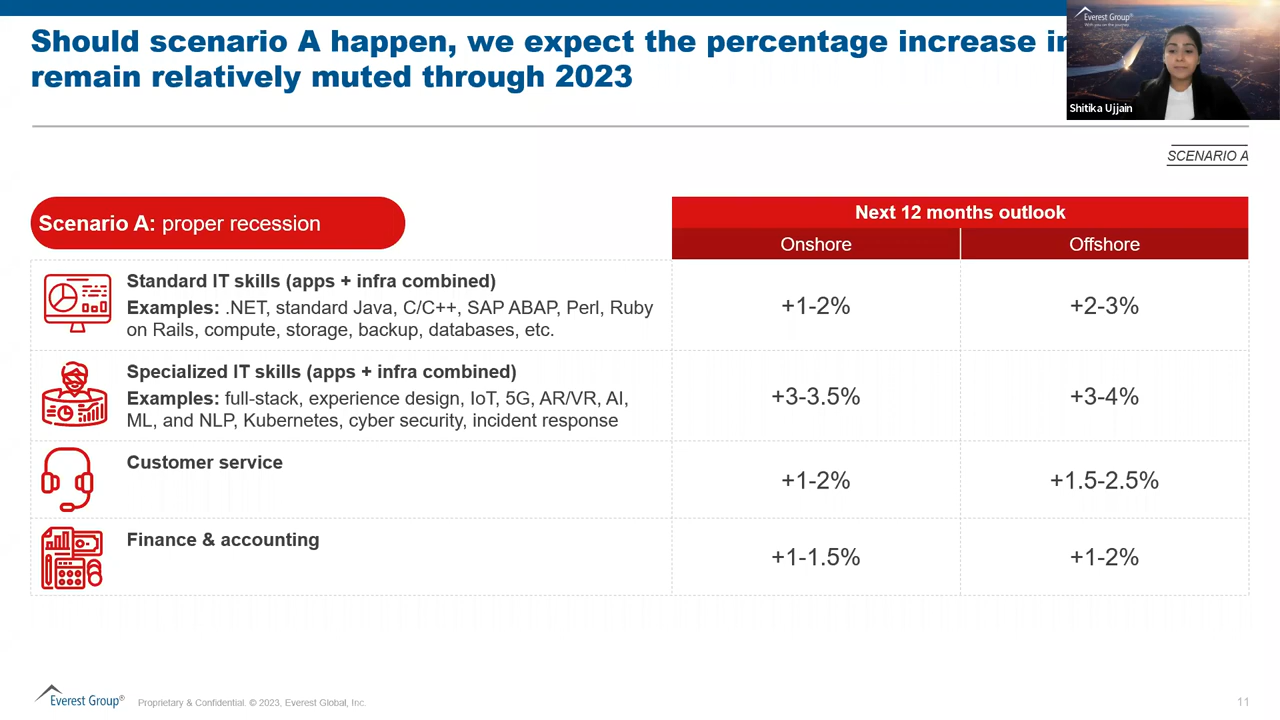 Should scenario A happen, we expect the percentage increase
remain relatively muted through 2023
Everest Group®
With you on the journey
Shitika Ujjain
SCENARIO A
Scenario A: proper recession
Next 12 months outlook
Onshore Offshore
Standard IT skills (apps + infra combined)
Examples: .NET, standard Java, C/C++, SAP ABAP, Perl, Ruby
on Rails, compute, storage, backup, databases, etc.
+1-2% +2-3%
Specialized IT skills (apps + infra combined)
Examples: full-stack, experience design, IoT, 5G, AR/VR, AI,
ML, and NLP, Kubernetes, cyber security, incident response
+3-3.5% +3-4%
Customer service
+1-2% +1.5-2.5%
Finance & accounting
+1-1.5% +1-2%
Everest Group® Proprietary & Confidential. © 2023, Everest Global, Inc. 11